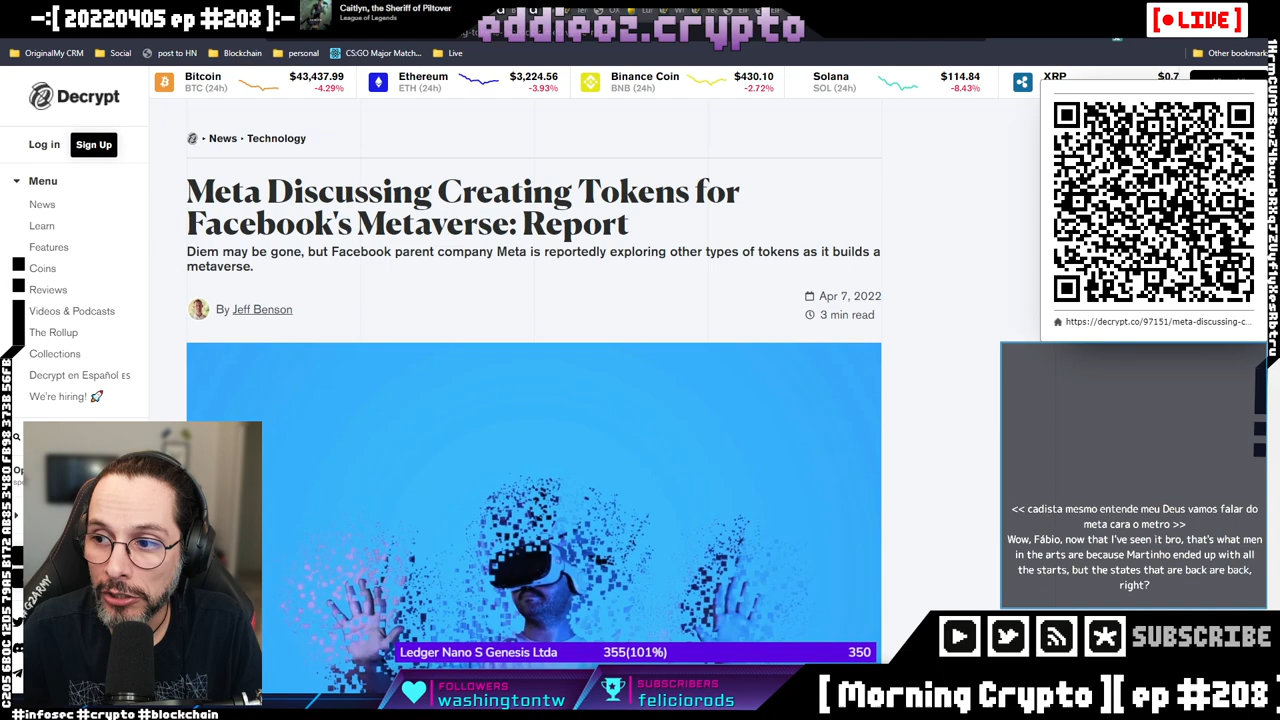 —:[ 20220405 ep #208 ]:—
Caitlyn, the Sheriff of Piltover
League of Legends
eddieoz.crypto
[●LIVE]
OriginalMy CRM
Social
post to HN
Blockchain
personal
CS:GO Major Match...
Live
Other bookmark
Decrypt
Bitcoin
BTC (24h)
$43,437.99
4.29%
Ethereum
ETH (24h)
$3,224.56
-3.93%
Binance Coin
BNB (24h)
$430.10
-2.72%
Solana
SOL (24h)
$114.84
-8.43%
XRP
$0.7
Log in
Sign Up
Menu
News
Learn
Features
Coins
Reviews
Videos & Podcasts
The Rollup
Collections
Decrypt en Español ES
We're hiring! 🚀
News • Technology
Meta Discussing Creating Tokens for
Facebook's Metaverse: Report
Diem may be gone, but Facebook parent company Meta is reportedly exploring other types of tokens as it builds a
metaverse.
By Jeff Benson
Apr 7, 2022
3 min read
https://decrypt.co/97151/meta-discussing-c...
<< cadista mesmo entende meu Deus vamos falar do
meta cara o metro >>
Wow, Fábio, now that I've seen it bro, that's what men
in the arts are because Martinho ended up with all
the starts, but the states that are back are back,
right?
Ledger Nano S Genesis Ltda
355(101%)
350
FOLLOWERS
washingtontw
SUBSCRIBERS
feliciorods
SUBSCRIBE
[ Morning Crypto ][ ep #208 ]
#infosec #crypto #blockchain